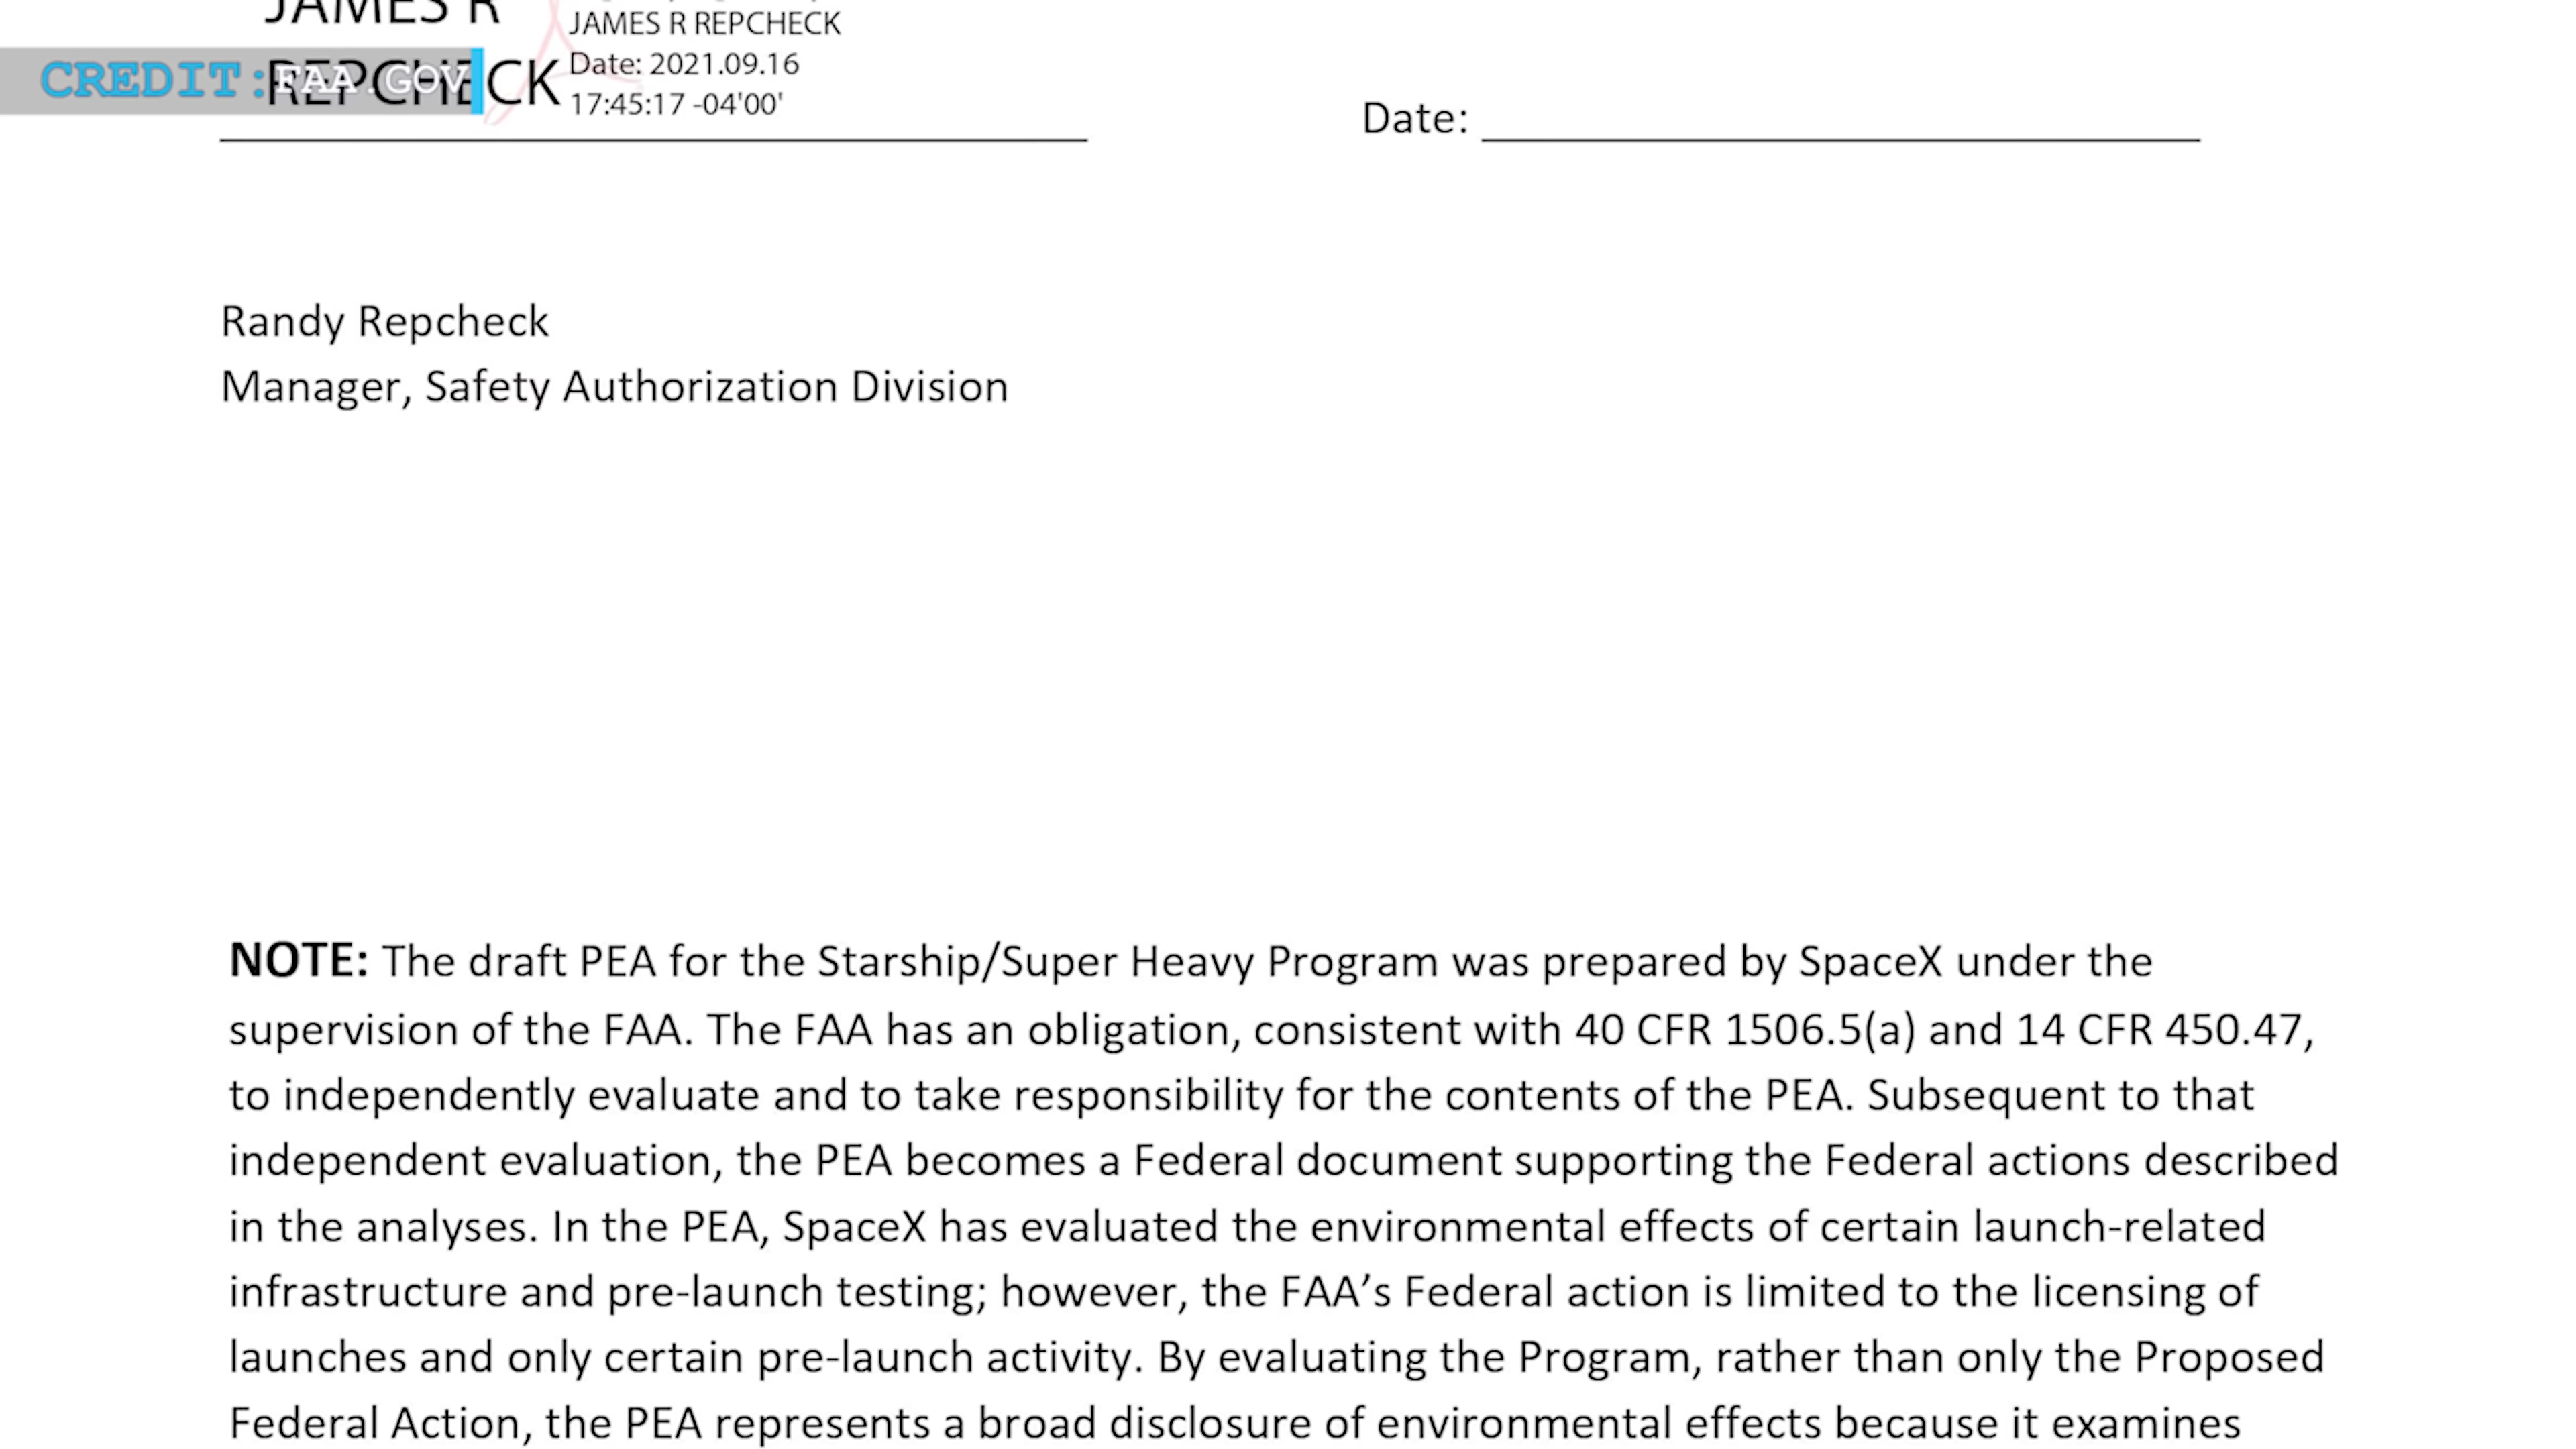 JAMES R
JAMES R REPCHECK
CREDIT:FAA.GOV
REPCHECK
Date: 2021.09.16
17:45:17 -04'00'
Date:
Randy Repcheck
Manager, Safety Authorization Division
NOTE: The draft PEA for the Starship/Super Heavy Program was prepared by SpaceX under the
supervision of the FAA. The FAA has an obligation, consistent with 40 CFR 1506.5(a) and 14 CFR 450.47,
to independently evaluate and to take responsibility for the contents of the PEA. Subsequent to that
independent evaluation, the PEA becomes a Federal document supporting the Federal actions described
in the analyses. In the PEA, SpaceX has evaluated the environmental effects of certain launch-related
infrastructure and pre-launch testing; however, the FAA’s Federal action is limited to the licensing of
launches and only certain pre-launch activity. By evaluating the Program, rather than only the Proposed
Federal Action, the PEA represents a broad disclosure of environmental effects because it examines